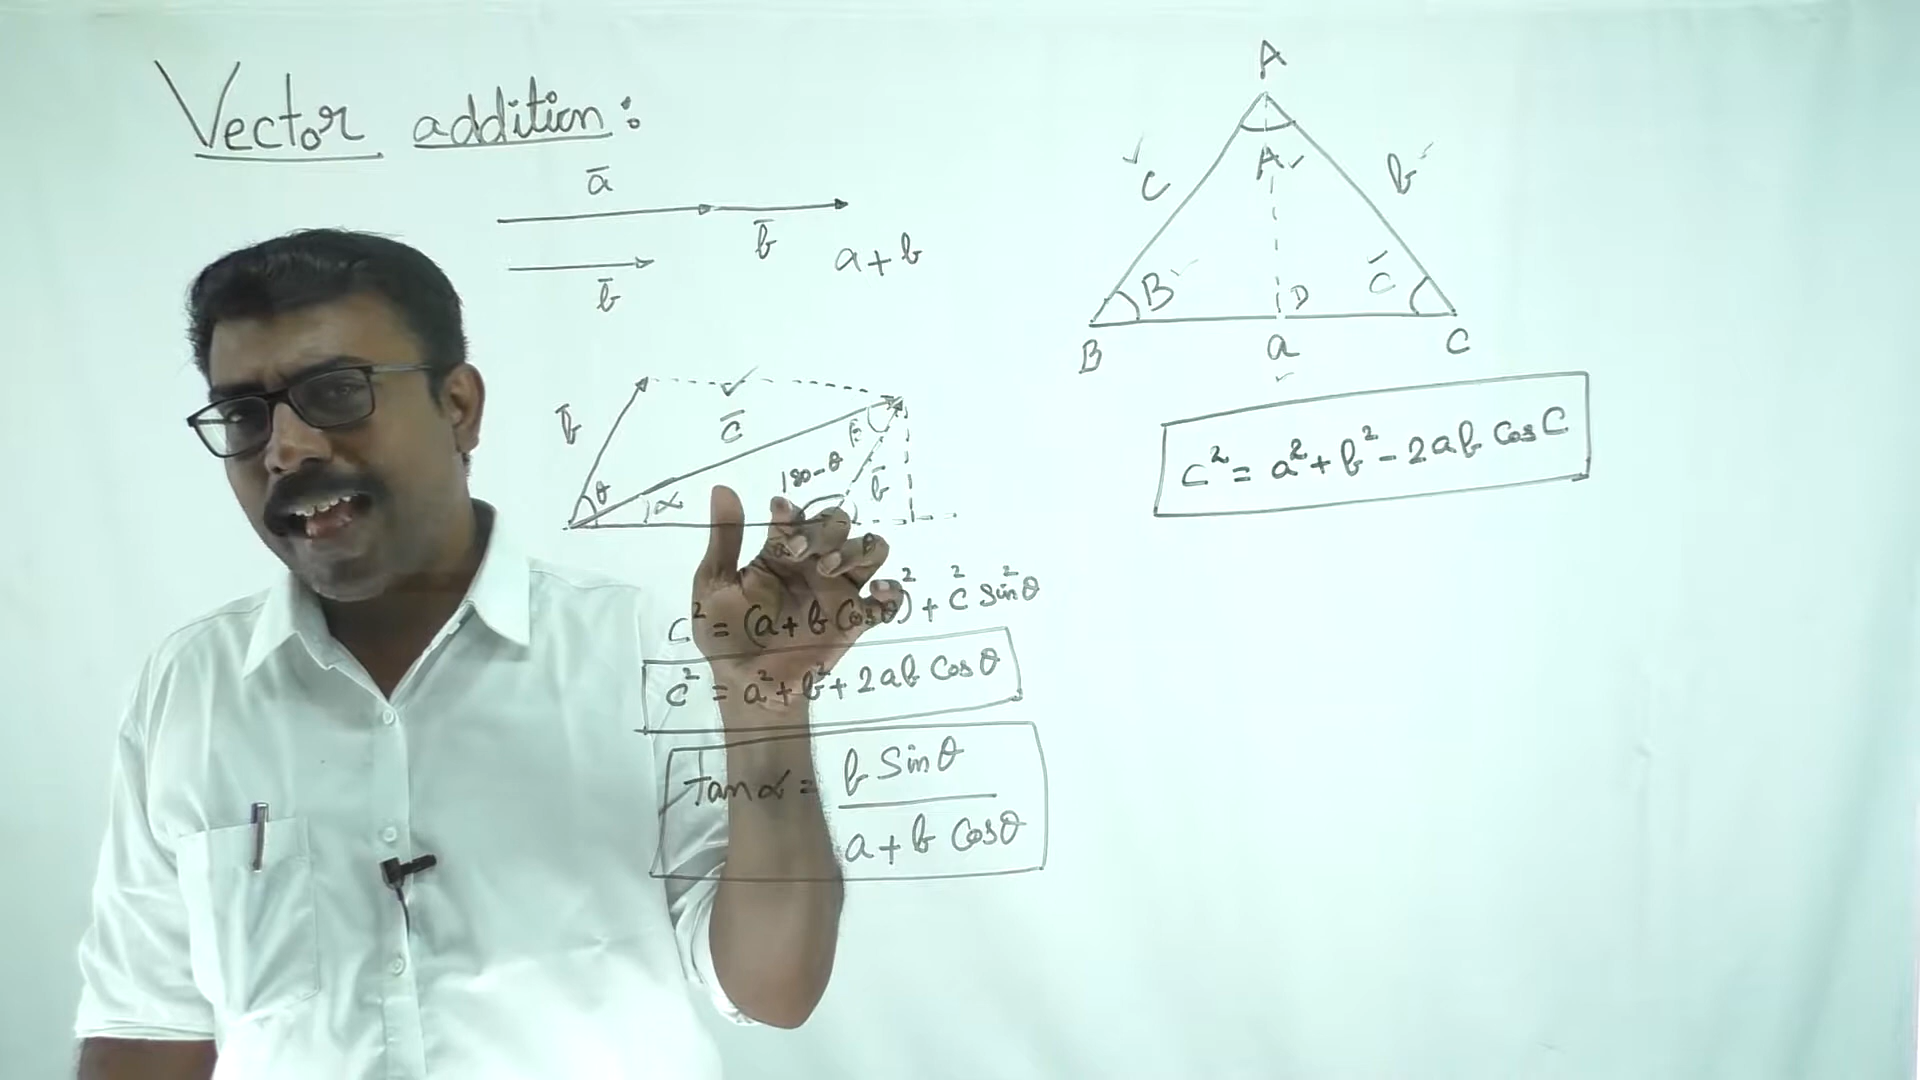 Vector addition:
a̅
b̅
a+b
b̅
b̅
c̅
θ
α
180-θ
β
b̅
a̅
θ
C² = (a+b Cosθ)² + C² Sin²θ
C² = a²+b²+2ab Cosθ
Tanα = b Sinθ / a+b Cosθ
A
A
c
b
B
C
D
B
a
C
C² = a²+b²-2ab Cos C